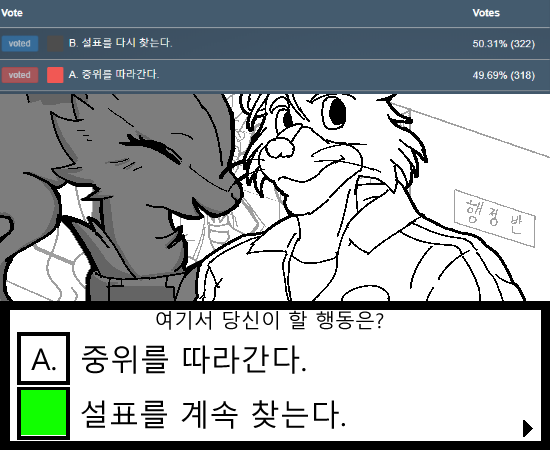 Vote Votes
voted B. 설표를 다시 찾는다. 50.31% (322)
voted A. 중위를 따라간다. 49.69% (318)
행정반
여기서 당신이 할 행동은?
A. 중위를 따라간다.
설표를 계속 찾는다.